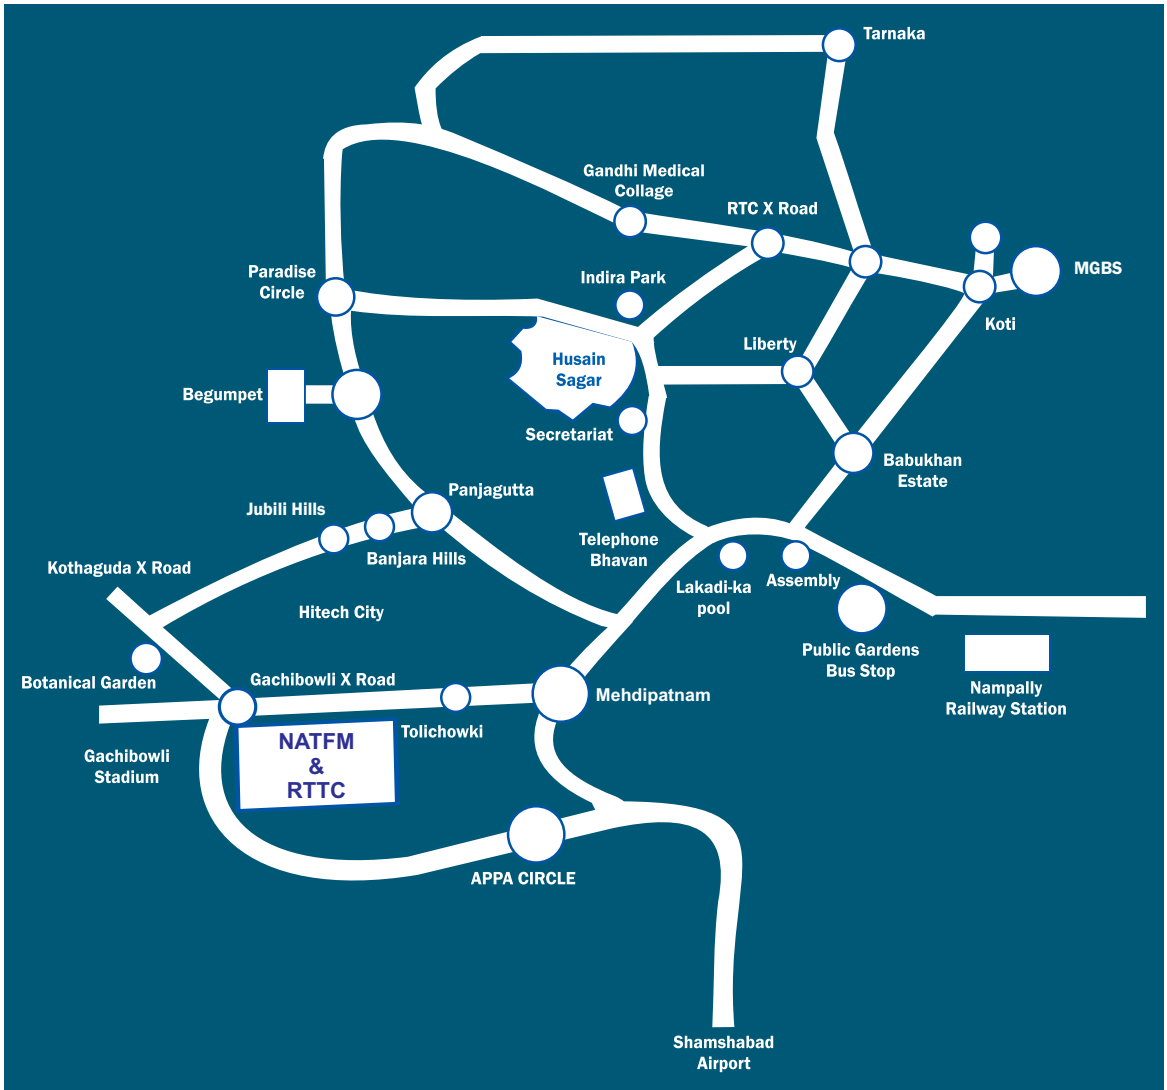 Tarnaka
Gandhi Medical
Collage
RTC X Road
MGBS
Paradise
Circle
Indira Park
Koti
Liberty
Husain
Sagar
Begumpet
Secretariat
Babukhan
Estate
Panjagutta
Jubili Hills
Banjara Hills
Telephone
Bhavan
Kothaguda X Road
Lakadi-ka
pool
Assembly
Hitech City
Public Gardens
Bus Stop
Botanical Garden
Gachibowli X Road
Mehdipatnam
Nampally
Railway Station
Tolichowki
NATFM
&
RTTC
Gachibowli
Stadium
APPA CIRCLE
Shamshabad
Airport